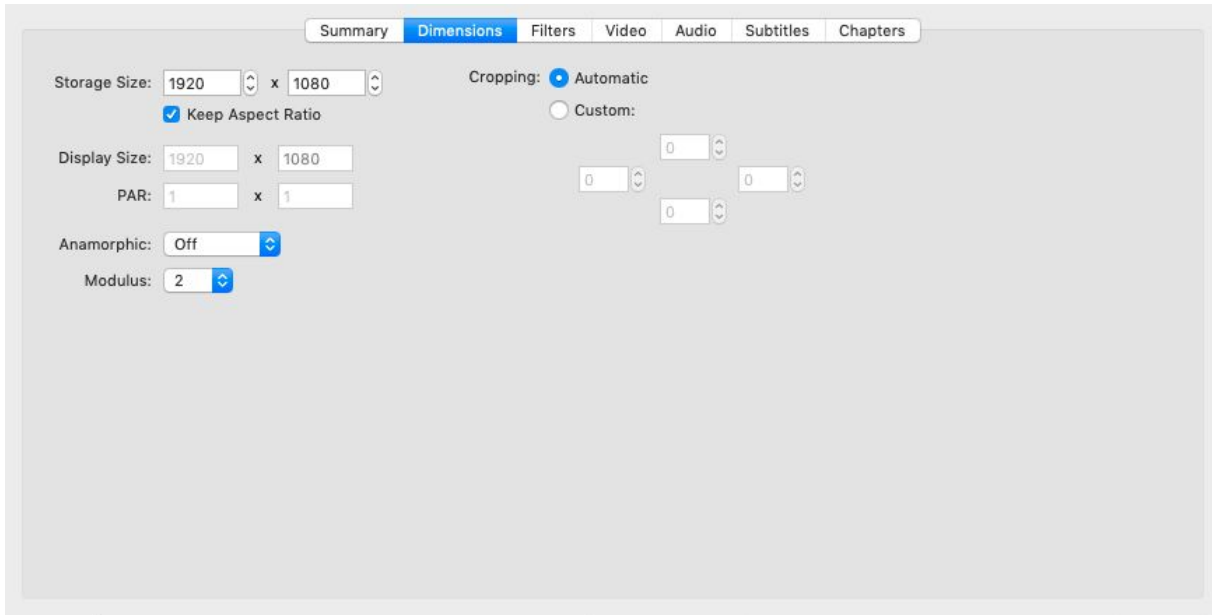 Summary Dimensions Filters Video Audio Subtitles Chapters
Storage Size: 1920 x 1080 Cropping: Automatic
Keep Aspect Ratio Custom:
0
Display Size: 1920 x 1080
0 0
PAR: 1 x 1
0
Anamorphic: Off
Modulus: 2